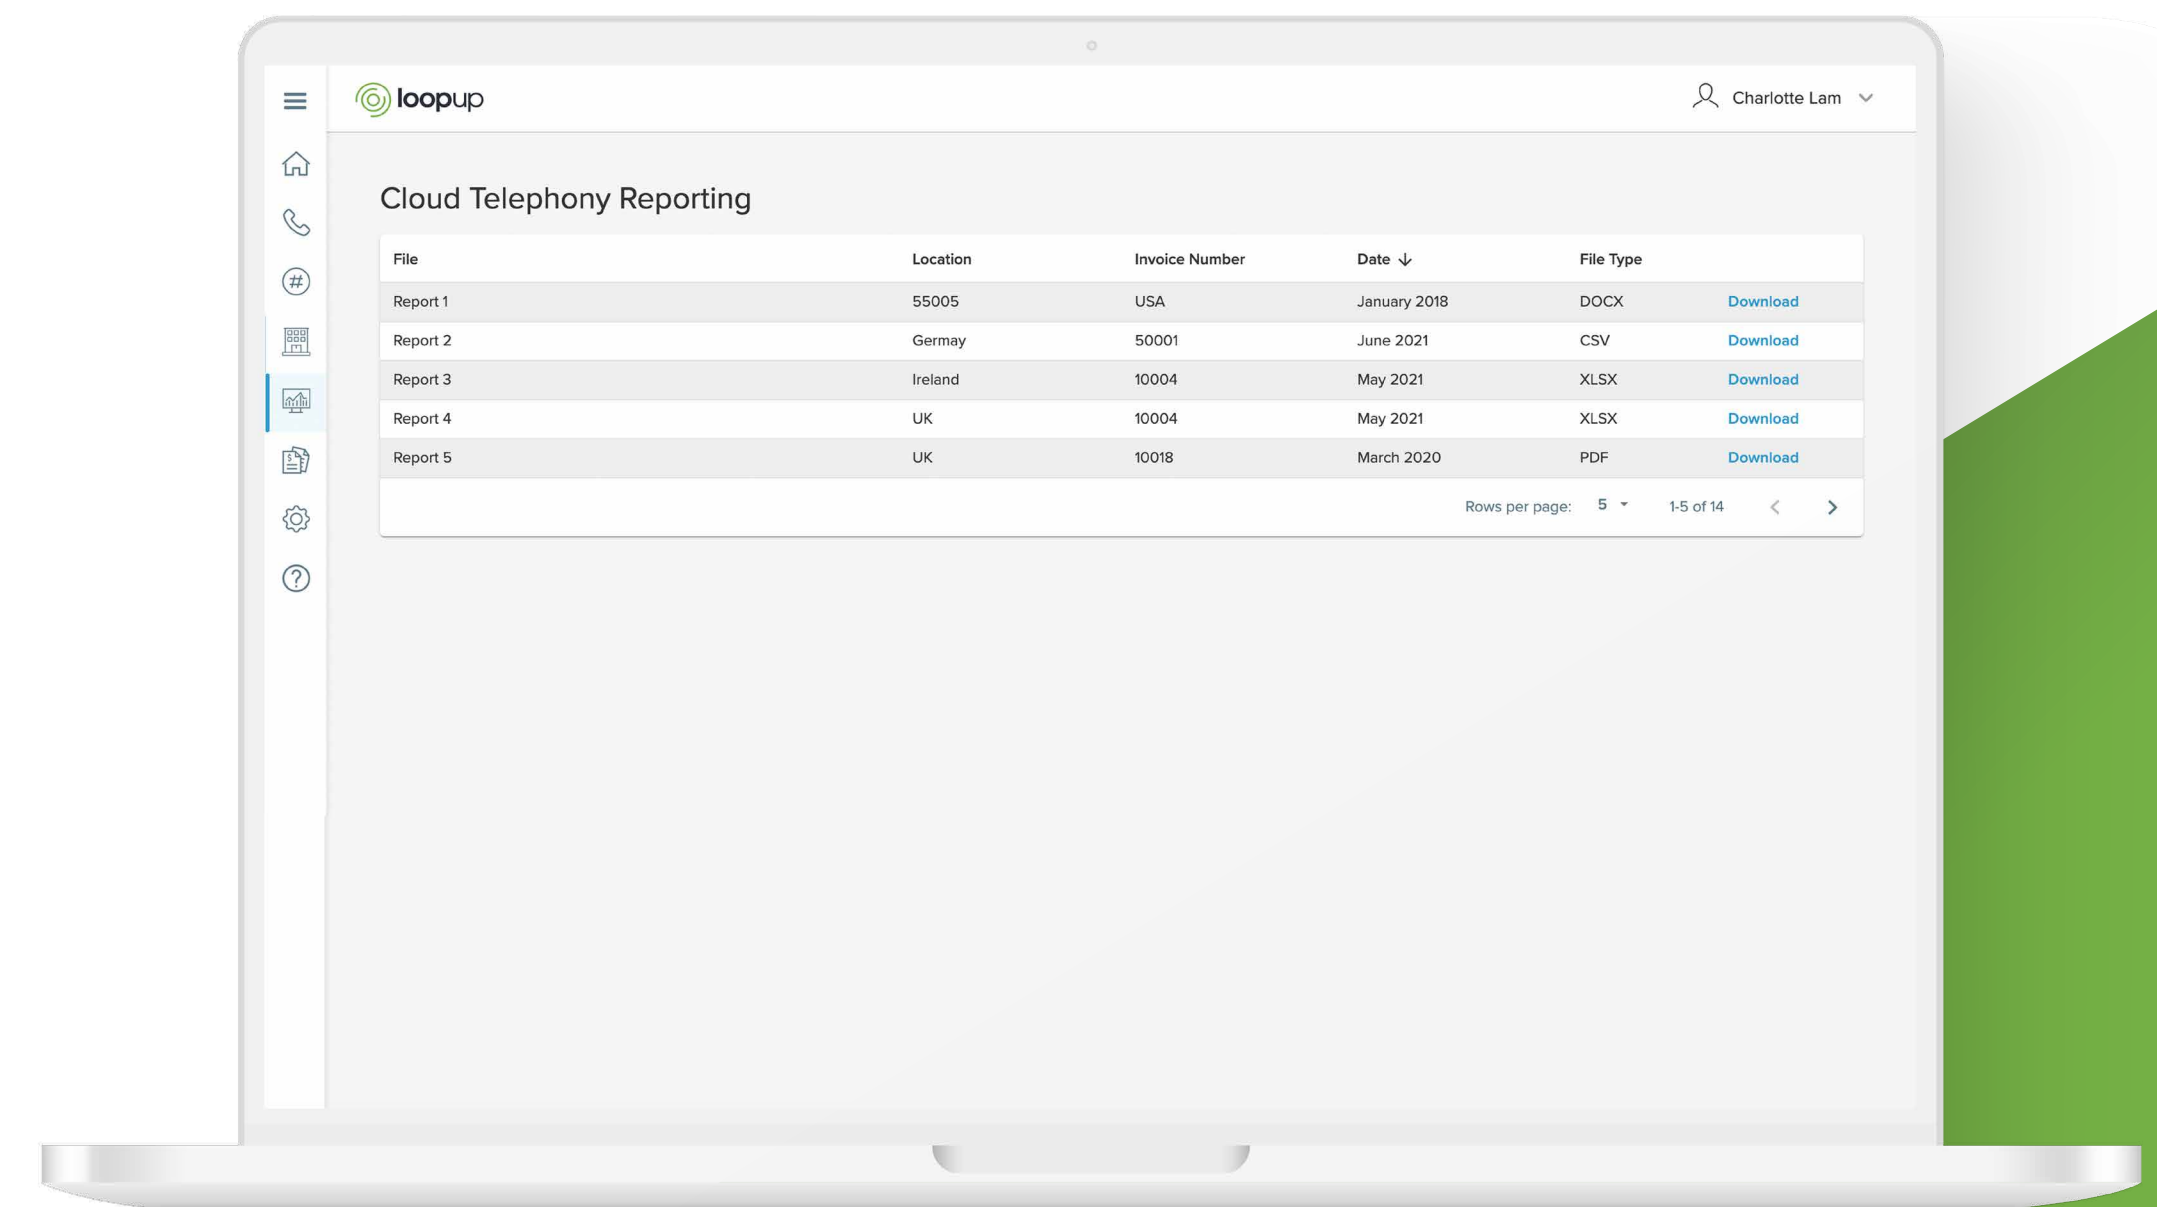 loopup
Charlotte Lam
Cloud Telephony Reporting
File Location Invoice Number Date ↓ File Type
Report 1 55005 USA January 2018 DOCX Download
Report 2 Germay 50001 June 2021 CSV Download
Report 3 Ireland 10004 May 2021 XLSX Download
Report 4 UK 10004 May 2021 XLSX Download
Report 5 UK 10018 March 2020 PDF Download
Rows per page: 5 1-5 of 14